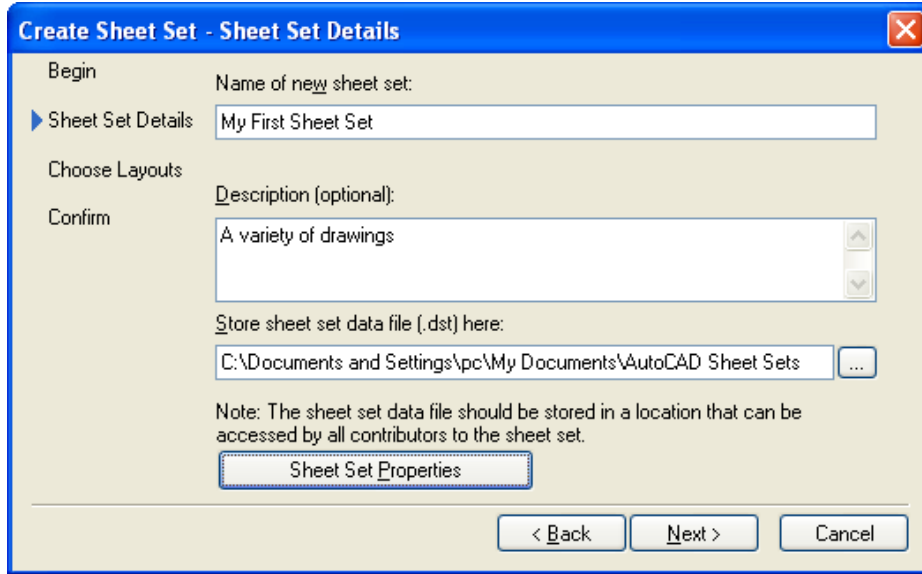 Create Sheet Set - Sheet Set Details
Begin
Sheet Set Details
Choose Layouts
Confirm
Name of new sheet set:
My First Sheet Set
Description (optional):
A variety of drawings
Store sheet set data file (.dst) here:
C:\Documents and Settings\pc\My Documents\AutoCAD Sheet Sets
...
Note: The sheet set data file should be stored in a location that can be
accessed by all contributors to the sheet set.
Sheet Set Properties
< Back
Next >
Cancel